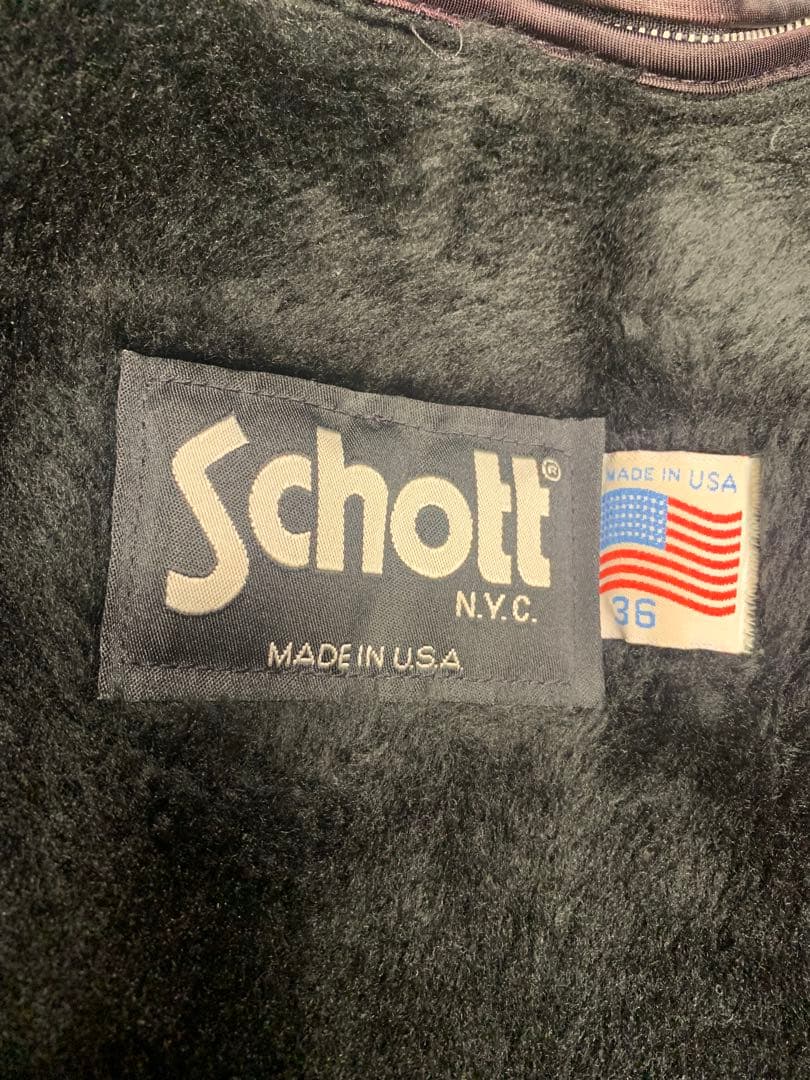 Schott®
N.Y.C.
MADE IN U.S.A.
MADE IN USA
36